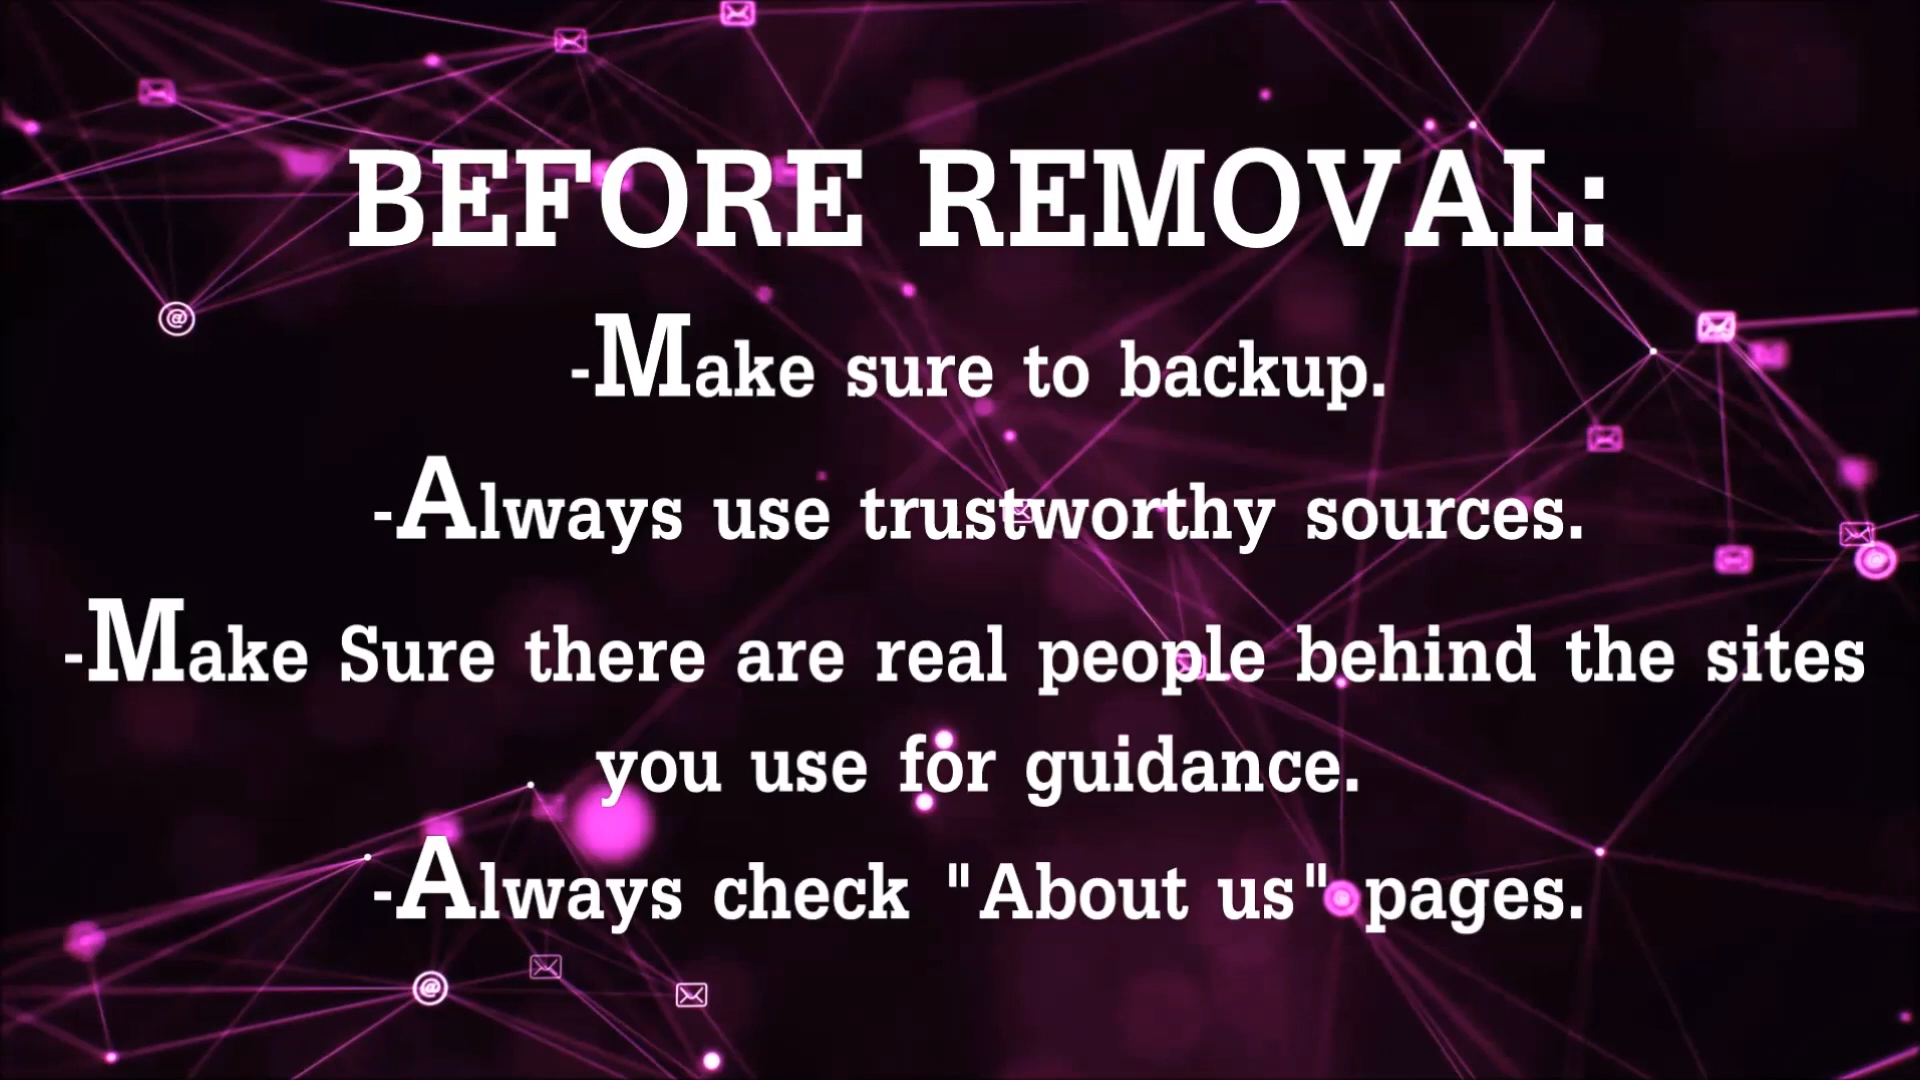 BEFORE REMOVAL:
-Make sure to backup.
-Always use trustworthy sources.
-Make Sure there are real people behind the sites
you use for guidance.
-Always check "About us" pages.